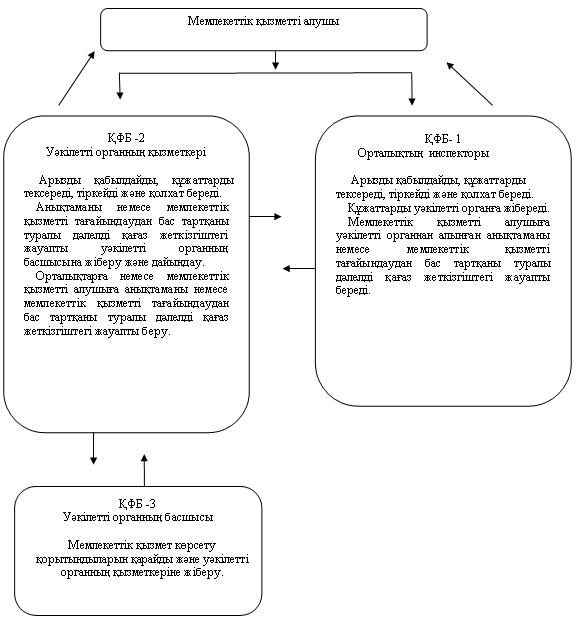 Мемлекеттік қызметті алушы
ҚФБ -2
Уәкілетті органның қызметкері
Арызды қабылдайды, құжаттарды
тексереді, тіркейді және қолхат береді.
Анықтаманы немесе мемлекеттік
қызметті тағайындаудан бас тартқаны
туралы дәлелді қағаз жеткізгіштегі
жауапты уәкілетті органның
басшысына жіберу және дайындау.
Орталықтарға немесе мемлекеттік
қызметті алушыға анықтаманы немесе
мемлекеттік қызметті тағайындаудан
бас тартқаны туралы дәлелді қағаз
жеткізгіштегі жауапты беру.
ҚФБ- 1
Орталықтың инспекторы
Арызды қабылдайды, құжаттарды
тексереді, тіркейді және қолхат береді.
Құжаттарды уәкілетті органға жібереді.
Мемлекеттік қызметті алушыға
уәкілетті органнан алынған анықтаманы
немесе мемлекеттік қызметті
тағайындаудан бас тартқаны туралы
дәлелді қағаз жеткізгіштегі жауапты
береді.
ҚФБ -3
Уәкілетті органның басшысы
Мемлекеттік қызмет көрсету
қорытындыларын қарайды және уәкілетті
органның қызметкеріне жіберу.